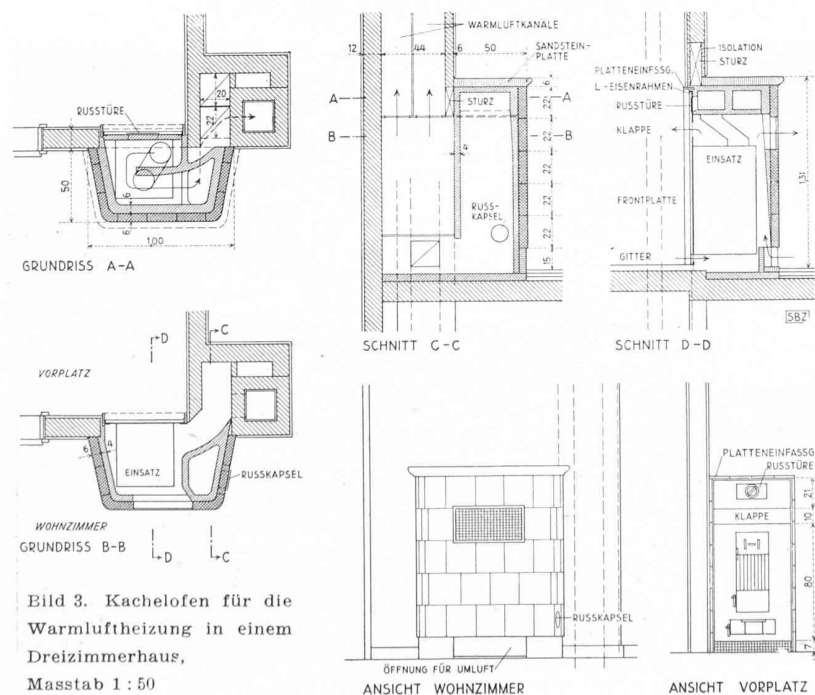 RUSSTÜRE
20
22
50
6
6
1,00
GRUNDRISS A-A
WARMLUFTKANÄLE
12
44
6
50
SANDSTEIN-
PLATTE
A
A
STURZ
B
B
4
RUSS-
KAPSEL
6
22
22
22
22
22
15
SCHNITT C-C
ISOLATION
STURZ
PLATTENEINFSSG.
L-EISENRAHMEN
RUSSTÜRE
KLAPPE
EINSATZ
FRONTPLATTE
1,31
GITTER
SBZ
SCHNITT D-D
D
C
VORPLATZ
6
4
EINSATZ
RUSSKAPSEL
WOHNZIMMER
GRUNDRISS B-B
D
C
Bild 3. Kachelofen für die
Warmluftheizung in einem
Dreizimmerhaus,
Masstab 1 : 50
RUSSKAPSEL
ÖFFNUNG FÜR UMLUFT
ANSICHT WOHNZIMMER
PLATTENEINFASSG
RUSSTÜRE
21
KLAPPE
10
80
7
ANSICHT VORPLATZ